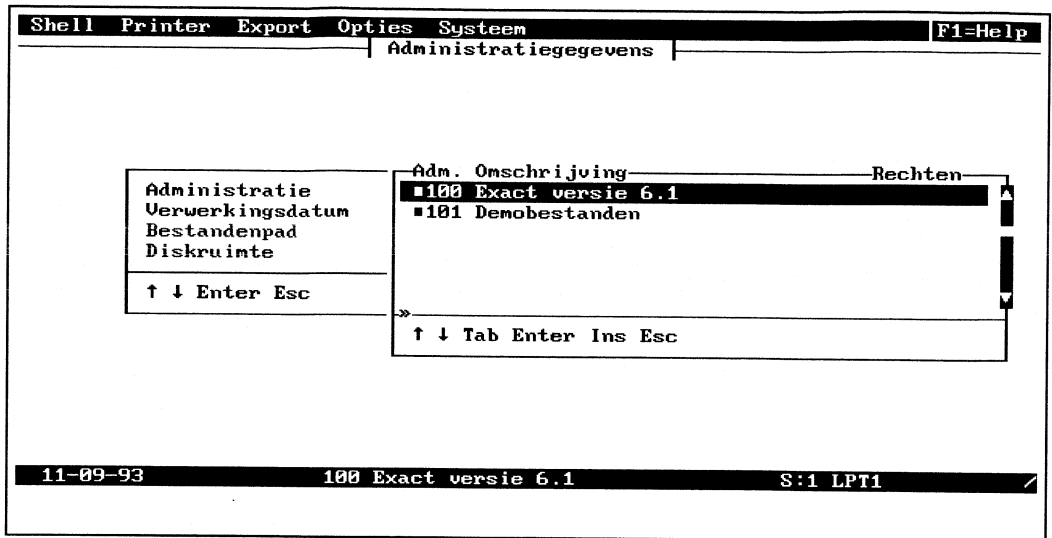 Shell Printer Export Opties Systeem F1=Help
Administratiegegevens
Administratie
Verwerkingsdatum
Bestandenpad
Diskruimte
↑ ↓ Enter Esc
Adm. Omschrijving Rechten
■100 Exact versie 6.1
■101 Demobestanden
»
↑ ↓ Tab Enter Ins Esc
11-09-93 100 Exact versie 6.1 S:1 LPT1 /